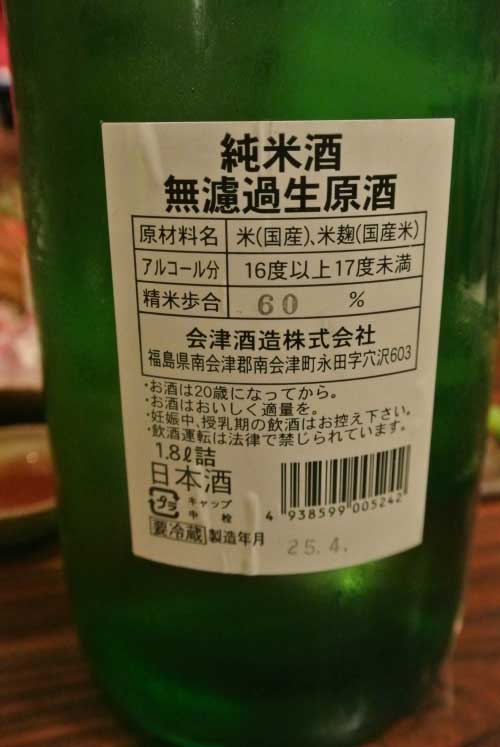 純米酒
無濾過生原酒
原材料名 米(国産)、米麹(国産米)
アルコール分 16度以上17度未満
精米歩合 60 %
会津酒造株式会社
福島県南会津郡南会津町永田字穴沢603
・お酒は20歳になってから。
・お酒はおいしく適量を。
・妊娠中、授乳期の飲酒はお控え下さい。
・飲酒運転は法律で禁じられています。
1.8ℓ詰
日本酒
プラ キャップ
中栓
4 938599 005242
要冷蔵 製造年月 25.4.